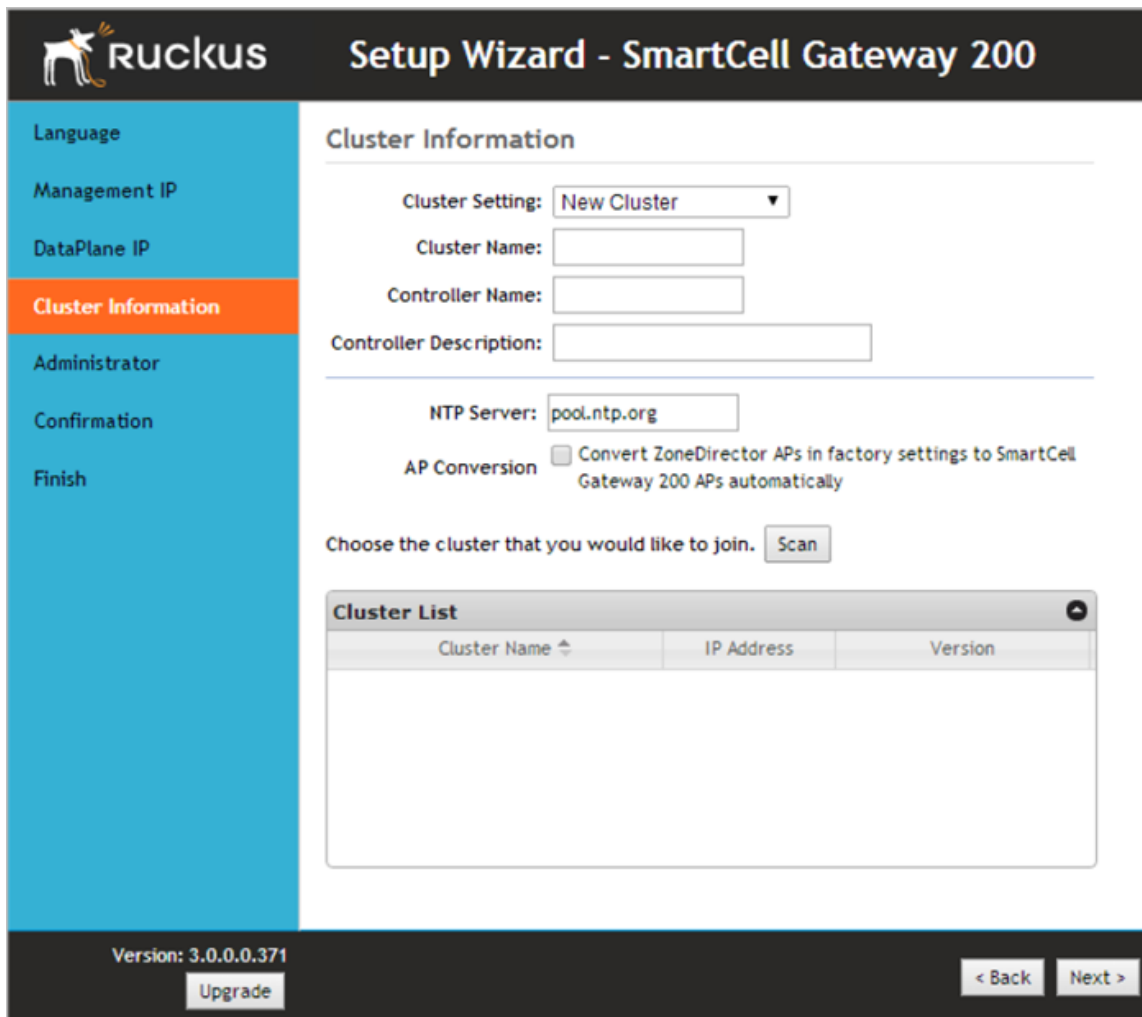 Ruckus
Setup Wizard - SmartCell Gateway 200
Language
Management IP
DataPlane IP
Cluster Information
Administrator
Confirmation
Finish
Cluster Information
Cluster Setting: New Cluster
Cluster Name:
Controller Name:
Controller Description:
NTP Server: pool.ntp.org
AP Conversion
Convert ZoneDirector APs in factory settings to SmartCell
Gateway 200 APs automatically
Choose the cluster that you would like to join. Scan
Cluster List
Cluster Name IP Address Version
Version: 3.0.0.0.371
Upgrade
< Back Next >